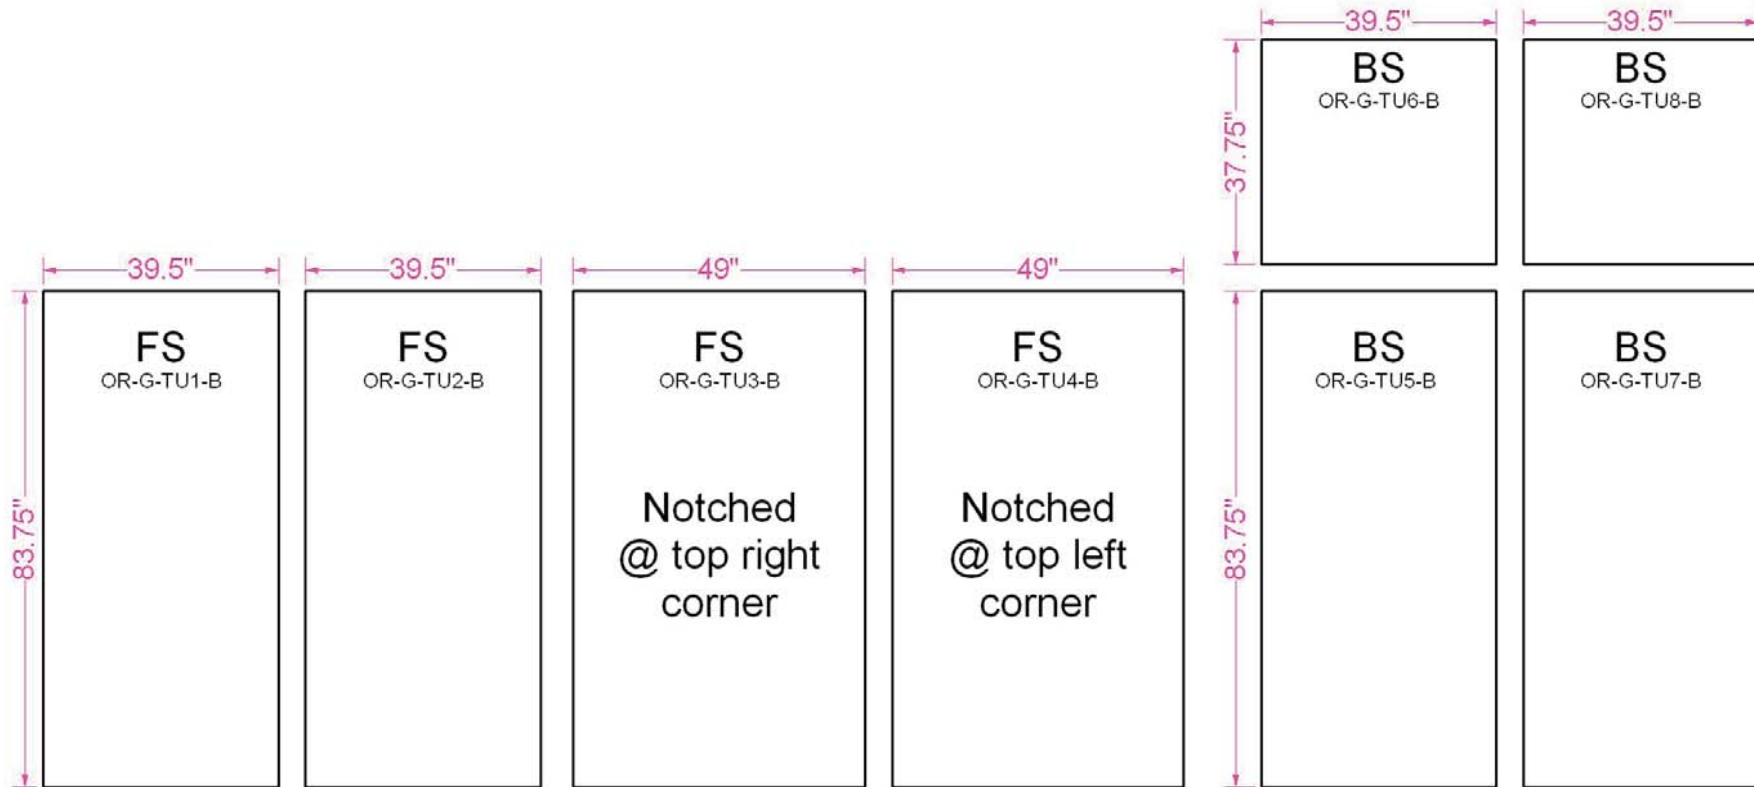 39.5"
39.5"
37.75"
BS
OR-G-TU6-B
BS
OR-G-TU8-B
39.5"
39.5"
49"
49"
83.75"
FS
OR-G-TU1-B
FS
OR-G-TU2-B
FS
OR-G-TU3-B
Notched
@ top right
corner
FS
OR-G-TU4-B
Notched
@ top left
corner
83.75"
BS
OR-G-TU5-B
BS
OR-G-TU7-B